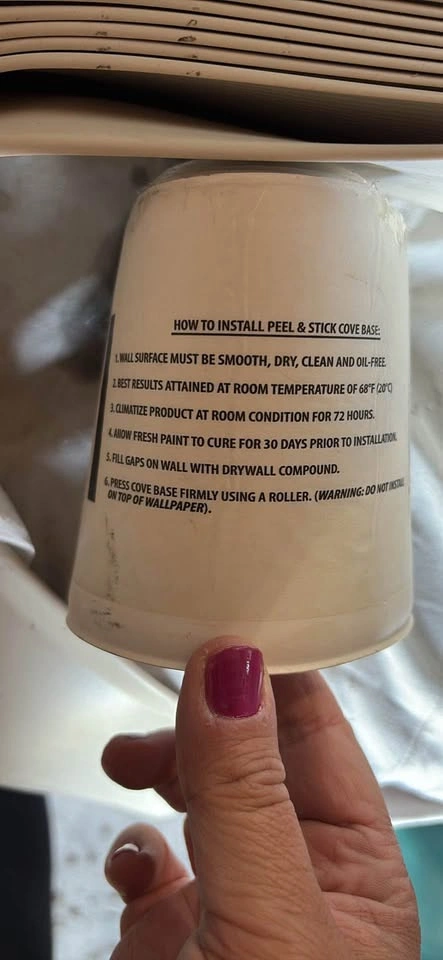 HOW TO INSTALL PEEL & STICK COVE BASE:
1. WALL SURFACE MUST BE SMOOTH, DRY, CLEAN AND OIL-FREE.
2. BEST RESULTS ATTAINED AT ROOM TEMPERATURE OF 68°F (20°C)
3. CLIMATIZE PRODUCT AT ROOM CONDITION FOR 72 HOURS.
4. ALLOW FRESH PAINT TO CURE FOR 30 DAYS PRIOR TO INSTALLATION.
5. FILL GAPS ON WALL WITH DRYWALL COMPOUND.
6. PRESS COVE BASE FIRMLY USING A ROLLER. (WARNING: DO NOT INSTALL
ON TOP OF WALLPAPER).